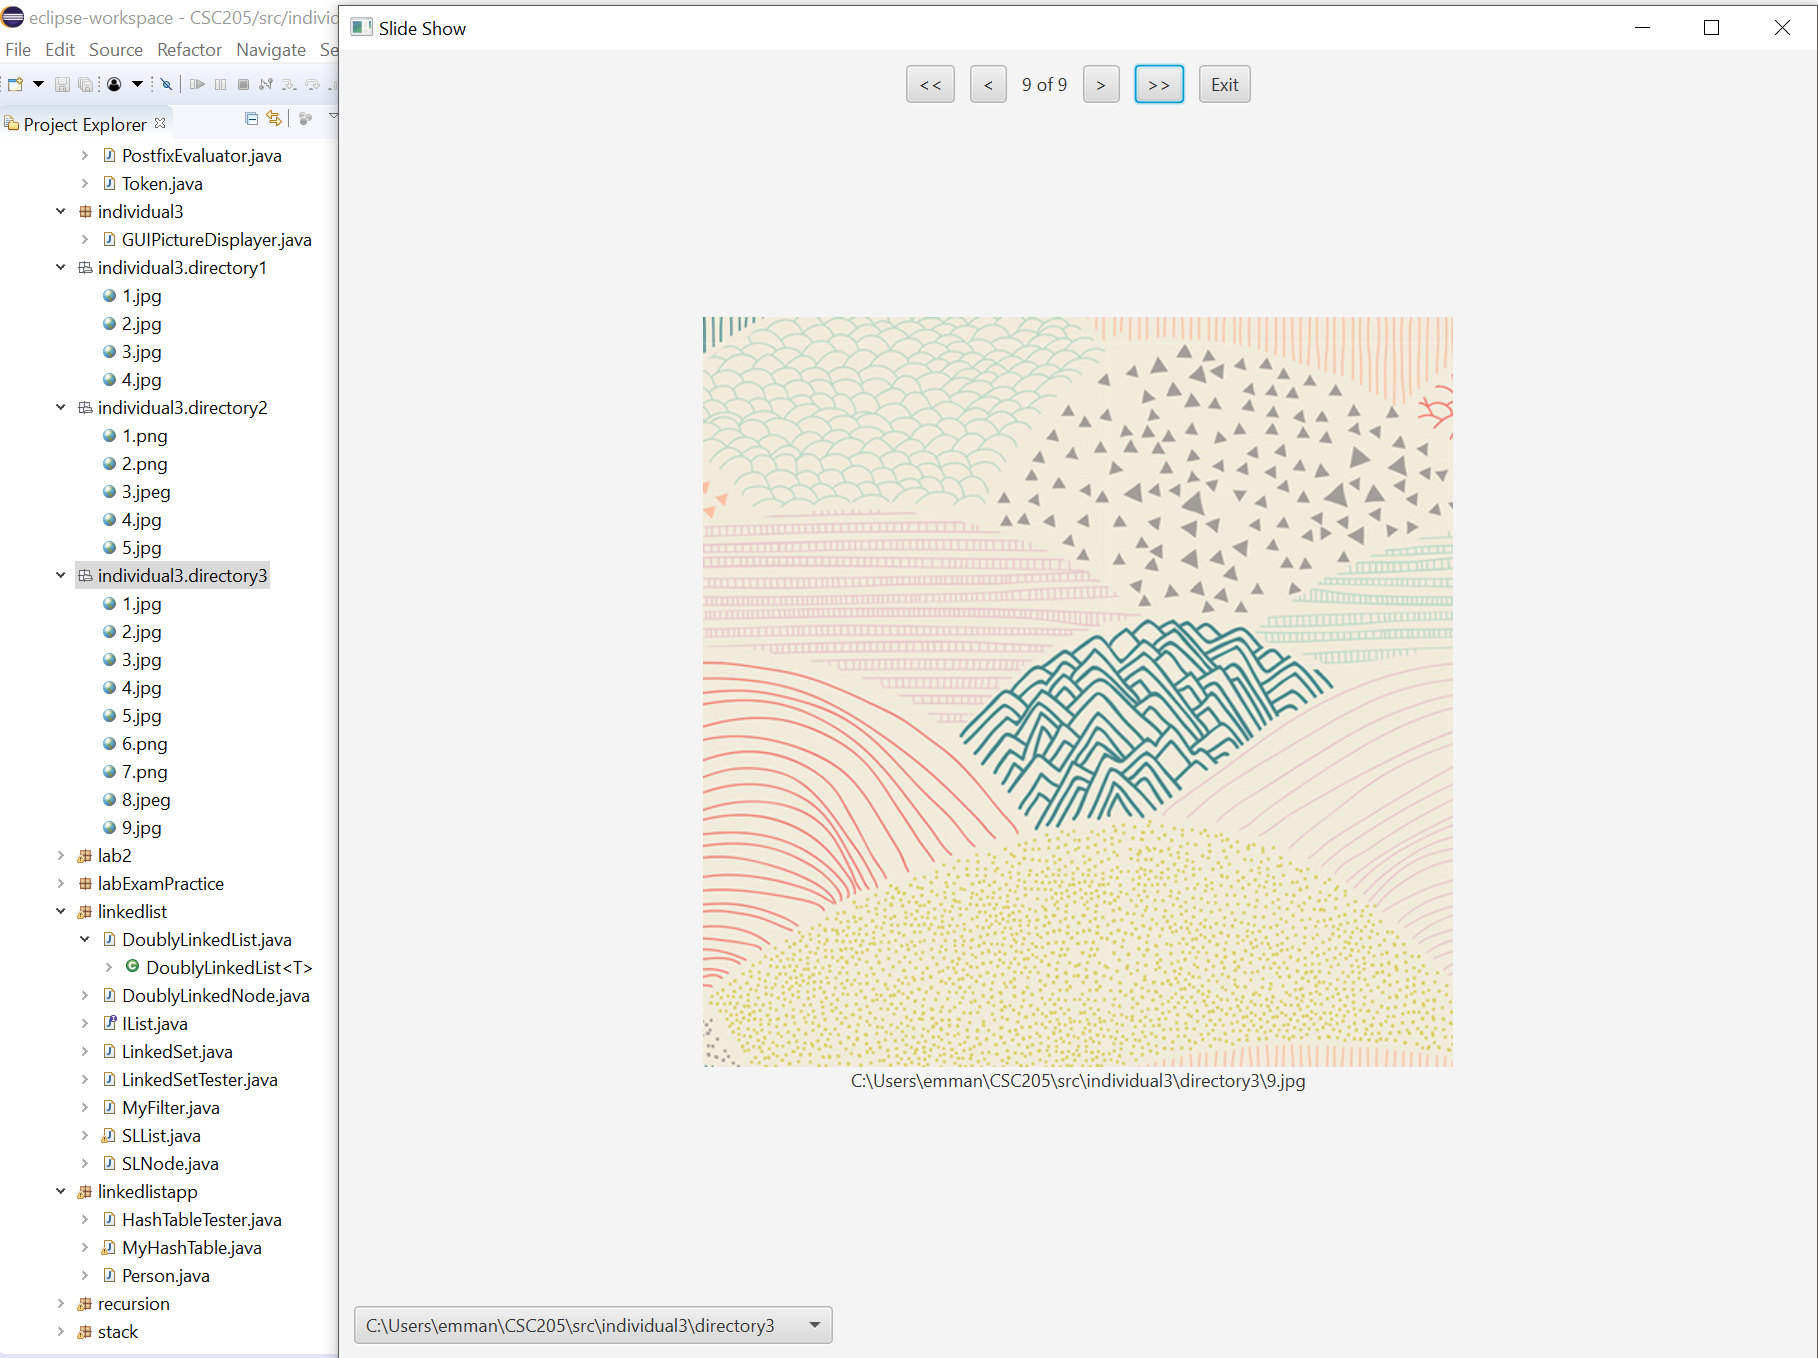 eclipse-workspace - CSC205/src/individ
File Edit Source Refactor Navigate Se
Project Explorer
PostfixEvaluator.java
Token.java
individual3
GUIPictureDisplayer.java
individual3.directory1
1.jpg
2.jpg
3.jpg
4.jpg
individual3.directory2
1.png
2.png
3.jpeg
4.jpg
5.jpg
individual3.directory3
1.jpg
2.jpg
3.jpg
4.jpg
5.jpg
6.png
7.png
8.jpeg
9.jpg
lab2
labExamPractice
linkedlist
DoublyLinkedList.java
DoublyLinkedList<T>
DoublyLinkedNode.java
IList.java
LinkedSet.java
LinkedSetTester.java
MyFilter.java
SLList.java
SLNode.java
linkedlistapp
HashTableTester.java
MyHashTable.java
Person.java
recursion
stack
Slide Show
<< < 9 of 9 > >> Exit
C:\Users\emman\CSC205\src\individual3\directory3\9.jpg
C:\Users\emman\CSC205\src\individual3\directory3